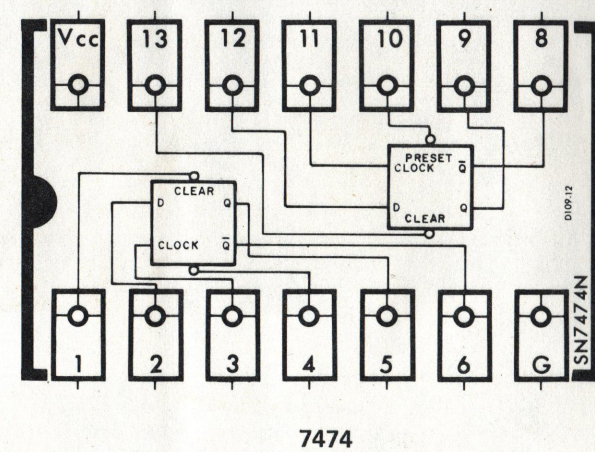 Vcc 13 12 11 10 9 8
PRESET
CLOCK Q
D Q
CLEAR
CLEAR
D Q
CLOCK Q
D109.12
SN7474N
1 2 3 4 5 6 G
7474